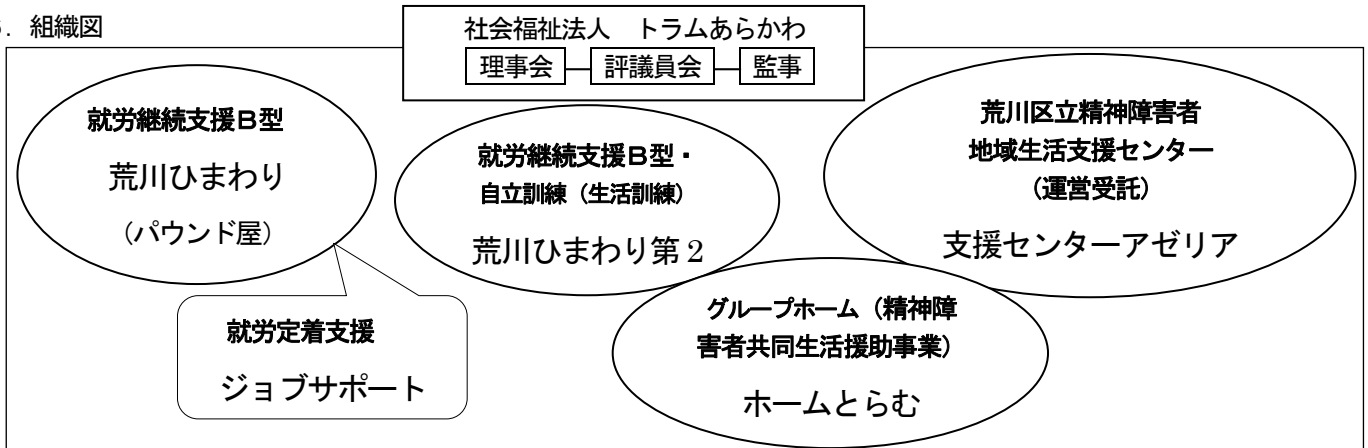 ．組織図
社会福祉法人　トラムあらかわ
理事会 評議員会 監事
就労継続支援Ｂ型
荒川ひまわり
（パウンド屋）
就労定着支援
ジョブサポート
就労継続支援Ｂ型・
自立訓練（生活訓練）
荒川ひまわり第２
グループホーム（精神障
害者共同生活援助事業）
ホームとらむ
荒川区立精神障害者
地域生活支援センター
（運営受託）
支援センターアゼリア